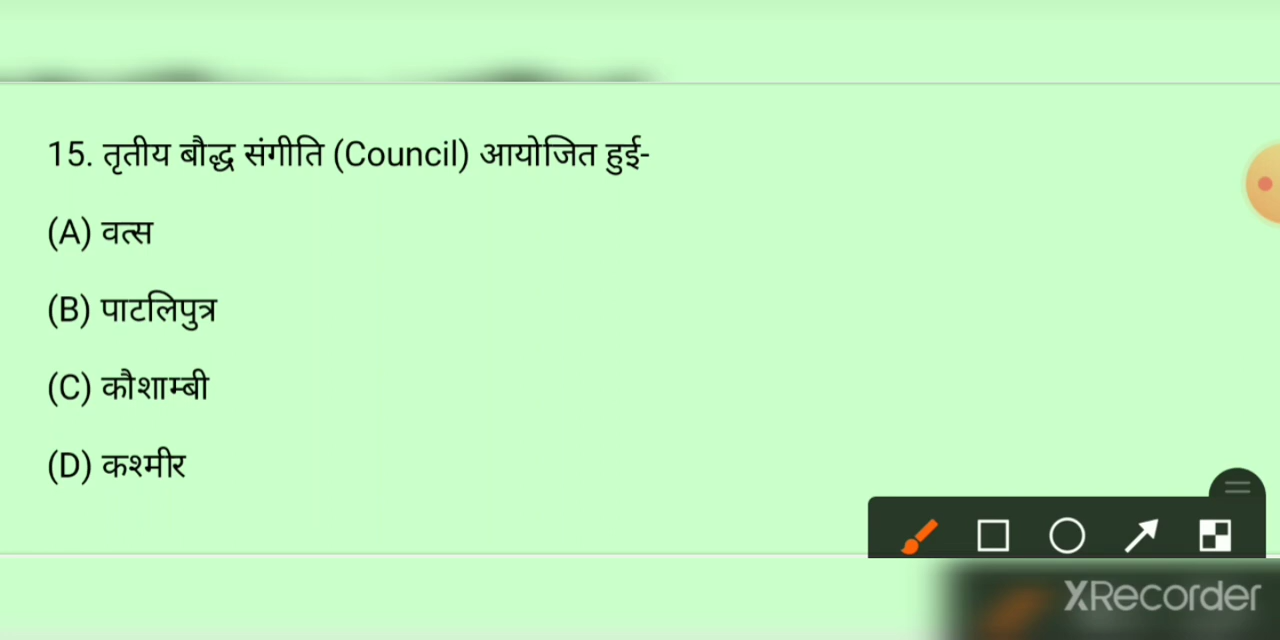 15. तृतीय बौद्ध संगीति (Council) आयोजित हुई-
(A) वत्स
(B) पाटलिपुत्र
(C) कौशाम्बी
(D) कश्मीर
XRecorder